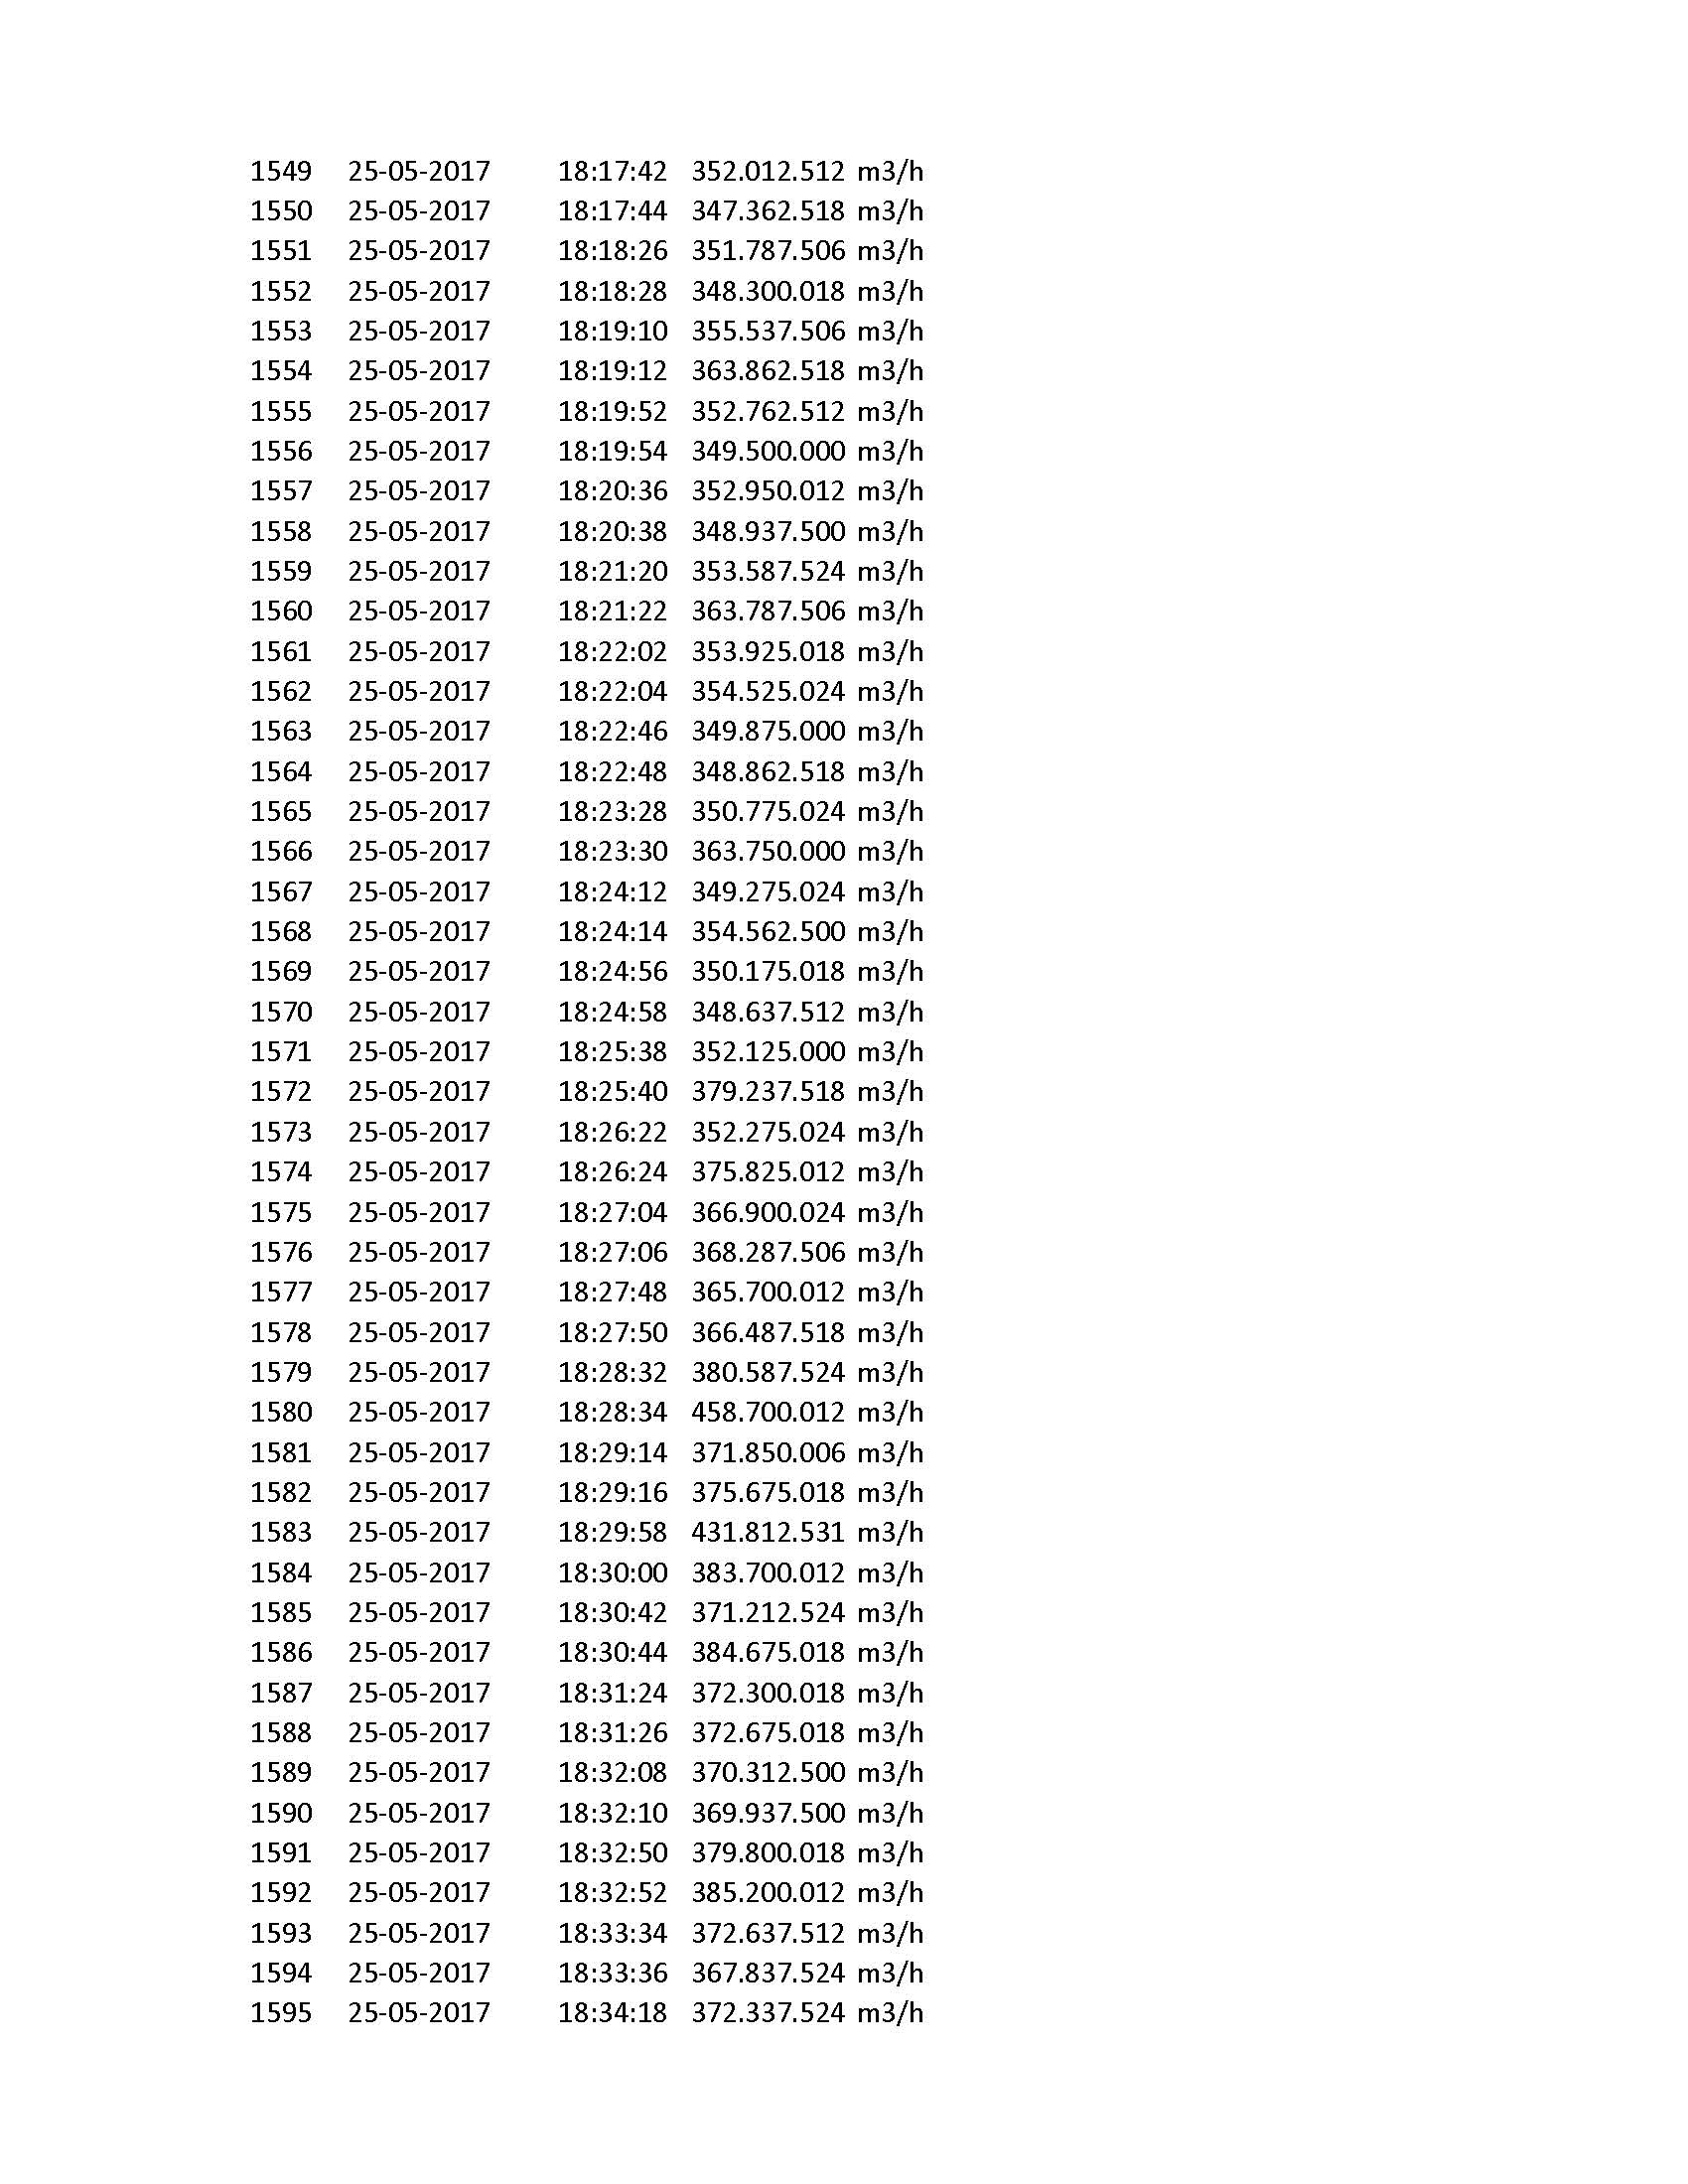 1549 25-05-2017 18:17:42 352.012.512 m3/h
1550 25-05-2017 18:17:44 347.362.518 m3/h
1551 25-05-2017 18:18:26 351.787.506 m3/h
1552 25-05-2017 18:18:28 348.300.018 m3/h
1553 25-05-2017 18:19:10 355.537.506 m3/h
1554 25-05-2017 18:19:12 363.862.518 m3/h
1555 25-05-2017 18:19:52 352.762.512 m3/h
1556 25-05-2017 18:19:54 349.500.000 m3/h
1557 25-05-2017 18:20:36 352.950.012 m3/h
1558 25-05-2017 18:20:38 348.937.500 m3/h
1559 25-05-2017 18:21:20 353.587.524 m3/h
1560 25-05-2017 18:21:22 363.787.506 m3/h
1561 25-05-2017 18:22:02 353.925.018 m3/h
1562 25-05-2017 18:22:04 354.525.024 m3/h
1563 25-05-2017 18:22:46 349.875.000 m3/h
1564 25-05-2017 18:22:48 348.862.518 m3/h
1565 25-05-2017 18:23:28 350.775.024 m3/h
1566 25-05-2017 18:23:30 363.750.000 m3/h
1567 25-05-2017 18:24:12 349.275.024 m3/h
1568 25-05-2017 18:24:14 354.562.500 m3/h
1569 25-05-2017 18:24:56 350.175.018 m3/h
1570 25-05-2017 18:24:58 348.637.512 m3/h
1571 25-05-2017 18:25:38 352.125.000 m3/h
1572 25-05-2017 18:25:40 379.237.518 m3/h
1573 25-05-2017 18:26:22 352.275.024 m3/h
1574 25-05-2017 18:26:24 375.825.012 m3/h
1575 25-05-2017 18:27:04 366.900.024 m3/h
1576 25-05-2017 18:27:06 368.287.506 m3/h
1577 25-05-2017 18:27:48 365.700.012 m3/h
1578 25-05-2017 18:27:50 366.487.518 m3/h
1579 25-05-2017 18:28:32 380.587.524 m3/h
1580 25-05-2017 18:28:34 458.700.012 m3/h
1581 25-05-2017 18:29:14 371.850.006 m3/h
1582 25-05-2017 18:29:16 375.675.018 m3/h
1583 25-05-2017 18:29:58 431.812.531 m3/h
1584 25-05-2017 18:30:00 383.700.012 m3/h
1585 25-05-2017 18:30:42 371.212.524 m3/h
1586 25-05-2017 18:30:44 384.675.018 m3/h
1587 25-05-2017 18:31:24 372.300.018 m3/h
1588 25-05-2017 18:31:26 372.675.018 m3/h
1589 25-05-2017 18:32:08 370.312.500 m3/h
1590 25-05-2017 18:32:10 369.937.500 m3/h
1591 25-05-2017 18:32:50 379.800.018 m3/h
1592 25-05-2017 18:32:52 385.200.012 m3/h
1593 25-05-2017 18:33:34 372.637.512 m3/h
1594 25-05-2017 18:33:36 367.837.524 m3/h
1595 25-05-2017 18:34:18 372.337.524 m3/h